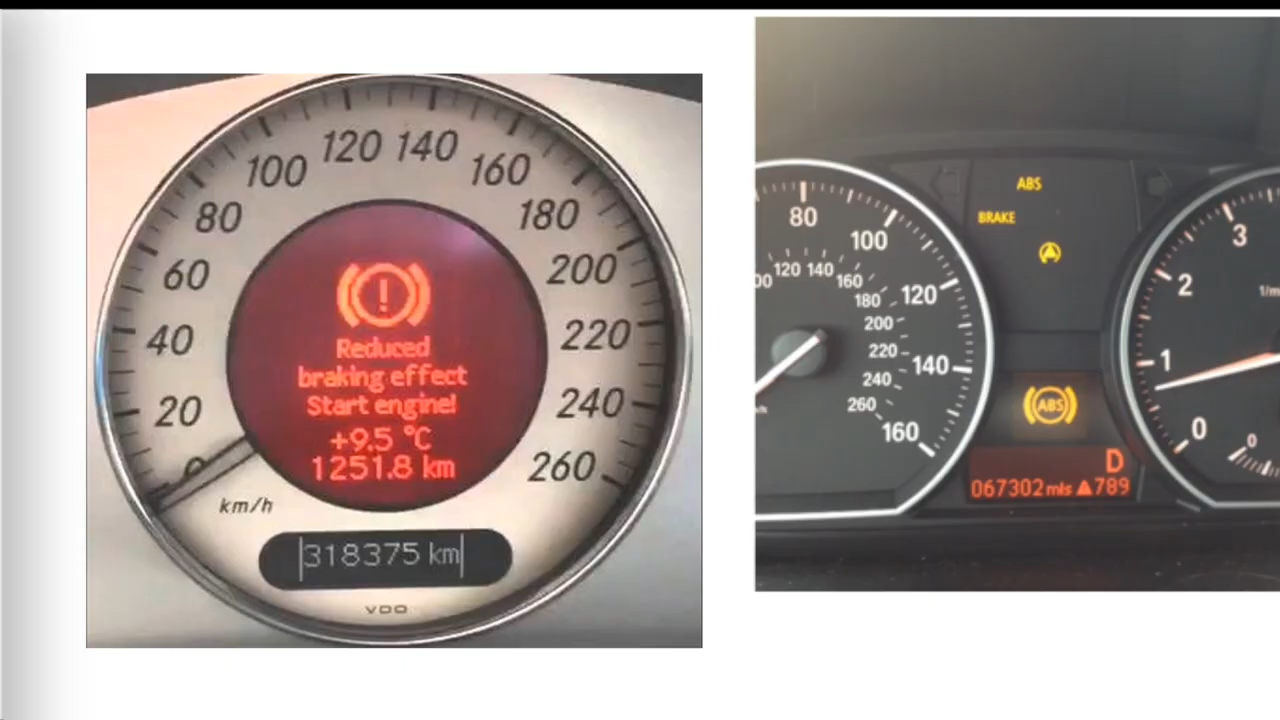 120 140
100 160
80 180
60 200
40 220
20 240
0 260
!
Reduced
braking effect
Start engine!
+9.5 °C
1251.8 km
km/h
318375 km
VDO
ABS
BRAKE
A
80
100
120
140
160
120 140 160
180
200
220
240
260
ABS
D
067302 mls ▲789
3
2
1
0
0